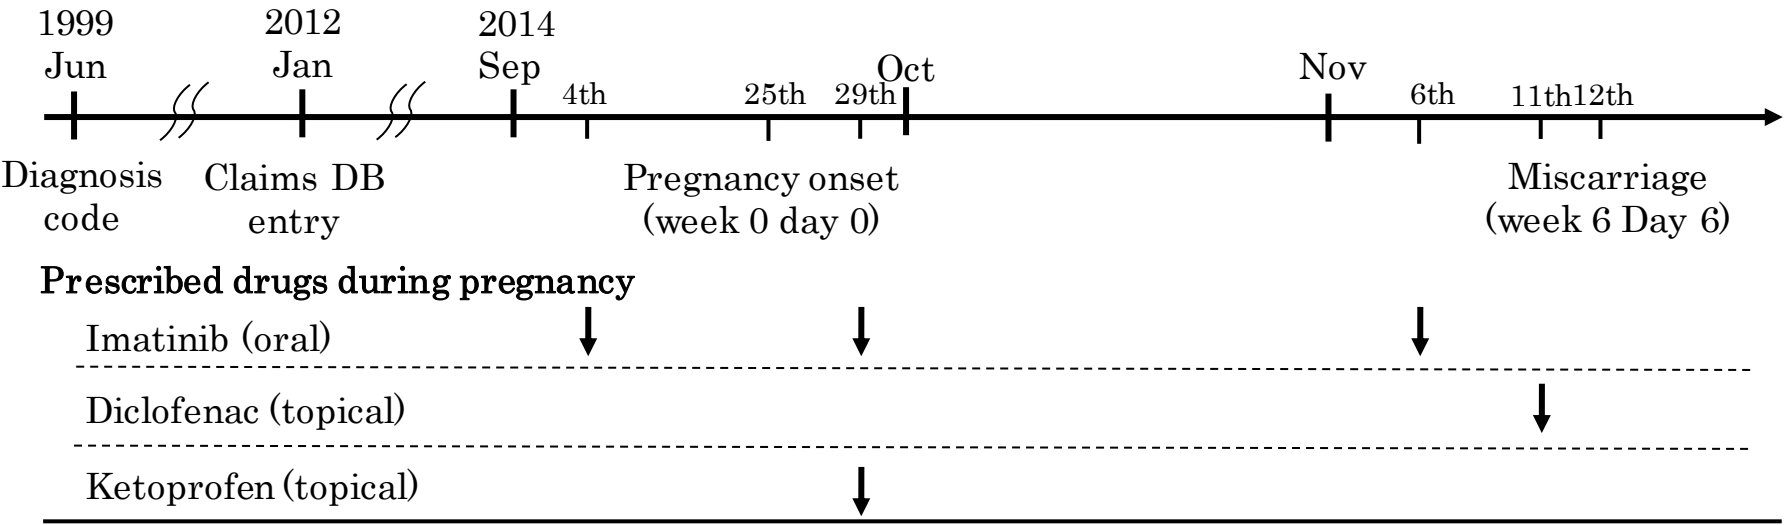 1999
Jun
2012
Jan
2014
Sep
Oct
Nov
4th
25th
29th
6th
11th12th
Diagnosis
code
Claims DB
entry
Pregnancy onset
(week 0 day 0)
Miscarriage
(week 6 Day 6)
Prescribed drugs during pregnancy
Imatinib (oral)
Diclofenac (topical)
Ketoprofen (topical)